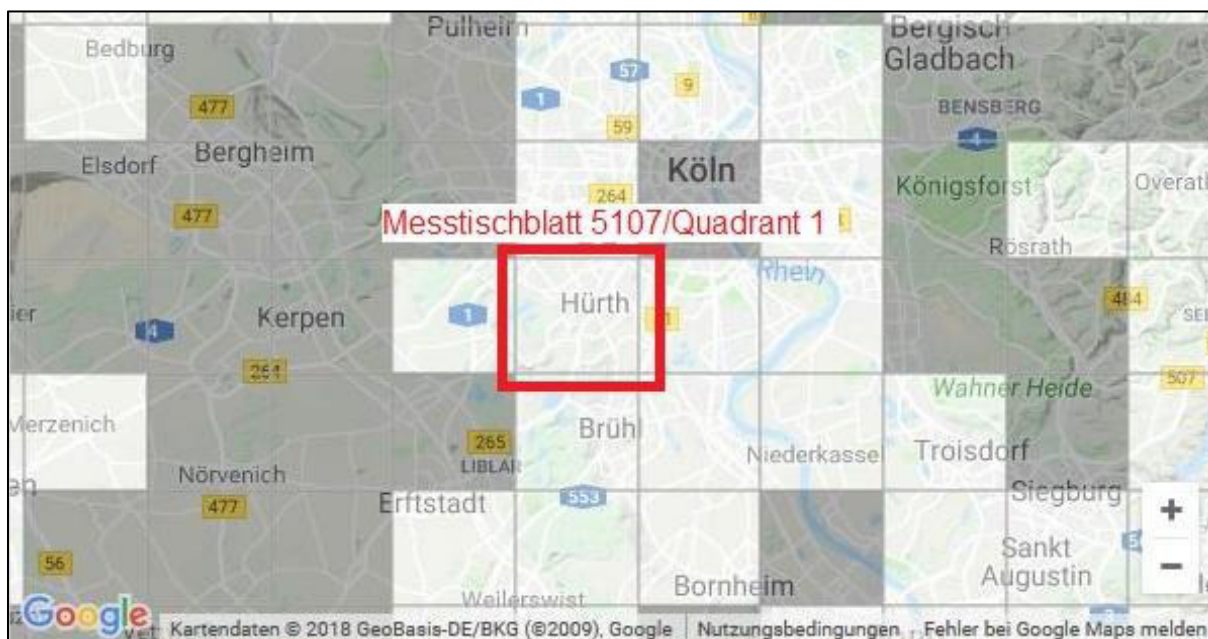 Pulheim
Bergisch
Gladbach
Bedburg
57
9
1
477
BENSBERG
59
4
Bergheim
Elsdorf
Köln
Königsforst
Overath
264
477
Messtischblatt 5107/Quadrant 1
Rösrath
Rhein
484
Hürth
1
Kerpen
4
264
507
Wahner Heide
Merzenich
Brühl
265
LIBLAR
Niederkassel
Troisdorf
Nörvenich
Siegburg
553
Erftstadt
477
+
Sankt
Augustin
56
−
Bornheim
Weilerswist
Google
Kartendaten © 2018 GeoBasis-DE/BKG (©2009), Google
Nutzungsbedingungen
Fehler bei Google Maps melden